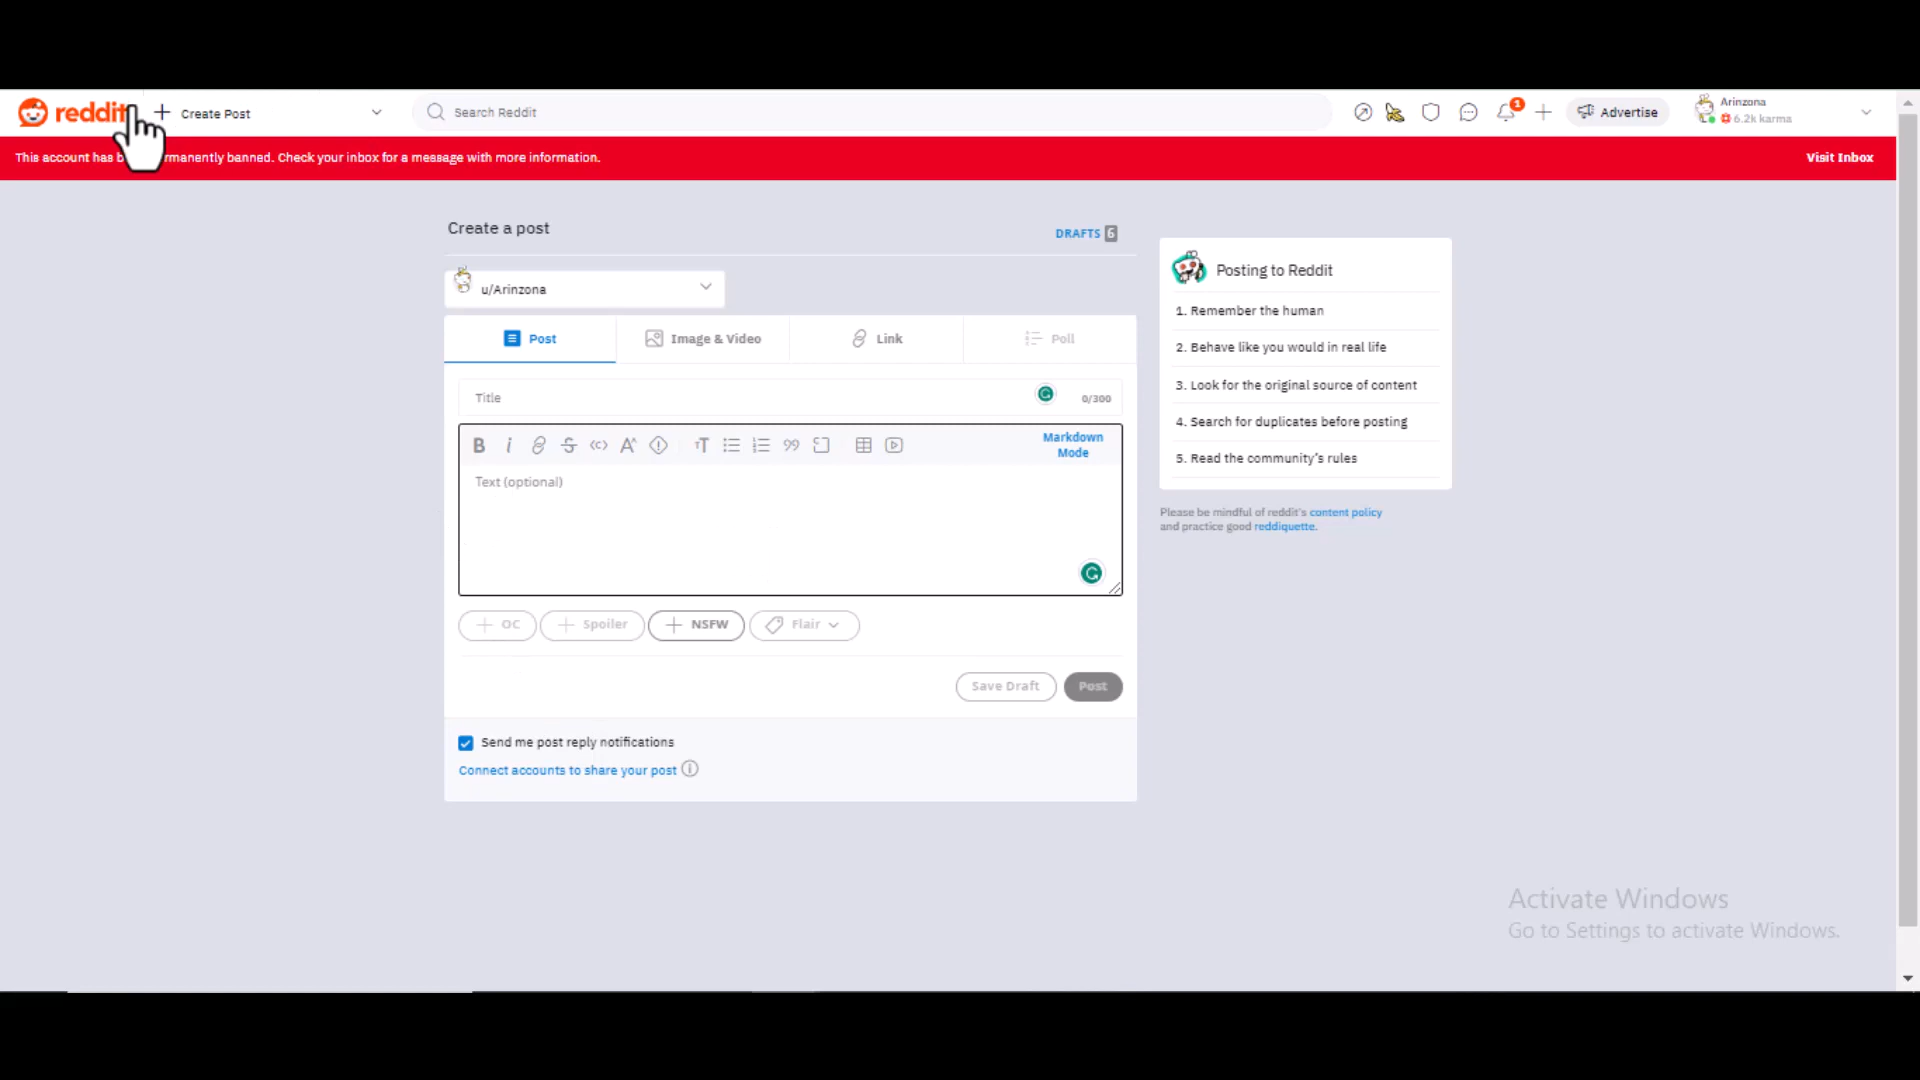 reddit
Create Post
Search Reddit
1
Advertise
Arinzona
6.2k karma
This account has b rmanently banned. Check your inbox for a message with more information.
Visit Inbox
Create a post
DRAFTS 6
u/Arinzona
Post
Image & Video
Link
Poll
Title
0/300
B i
Markdown
Mode
Text (optional)
OC
Spoiler
NSFW
Flair
Save Draft
Post
Send me post reply notifications
Connect accounts to share your post
Posting to Reddit
1. Remember the human
2. Behave like you would in real life
3. Look for the original source of content
4. Search for duplicates before posting
5. Read the community's rules
Please be mindful of reddit's content policy
and practice good reddiquette.
Activate Windows
Go to Settings to activate Windows.